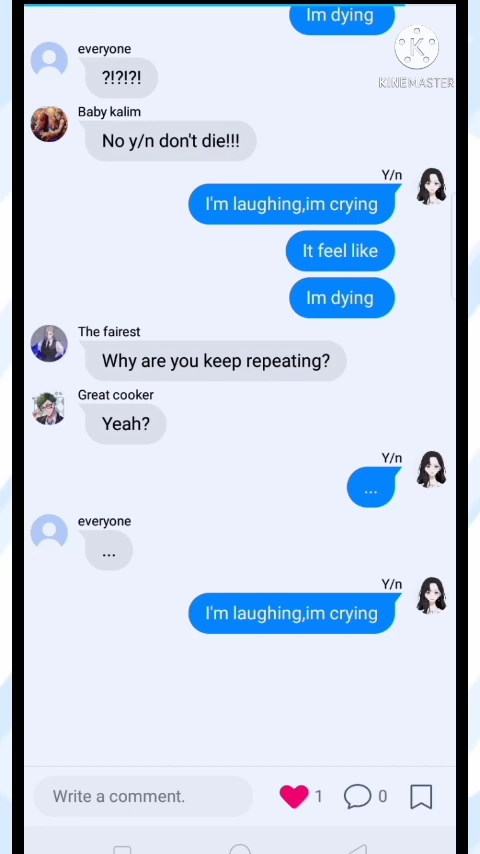 Im dying
everyone
?!?!?!
K
KINEMASTER
Baby kalim
No y/n don't die!!!
Y/n
I'm laughing,im crying
It feel like
Im dying
The fairest
Why are you keep repeating?
Great cooker
Yeah?
Y/n
...
everyone
...
Y/n
I'm laughing,im crying
Write a comment.
1
0